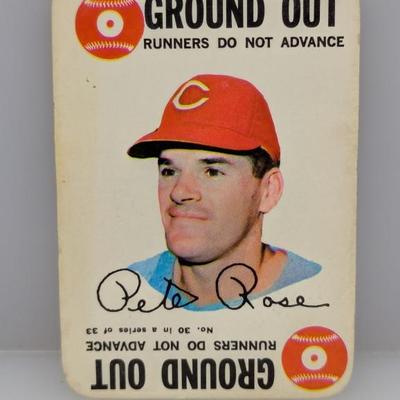 GROUND OUT
RUNNERS DO NOT ADVANCE
C
Pete Rose
No. 30 in a series of 33
RUNNERS DO NOT ADVANCE
GROUND OUT